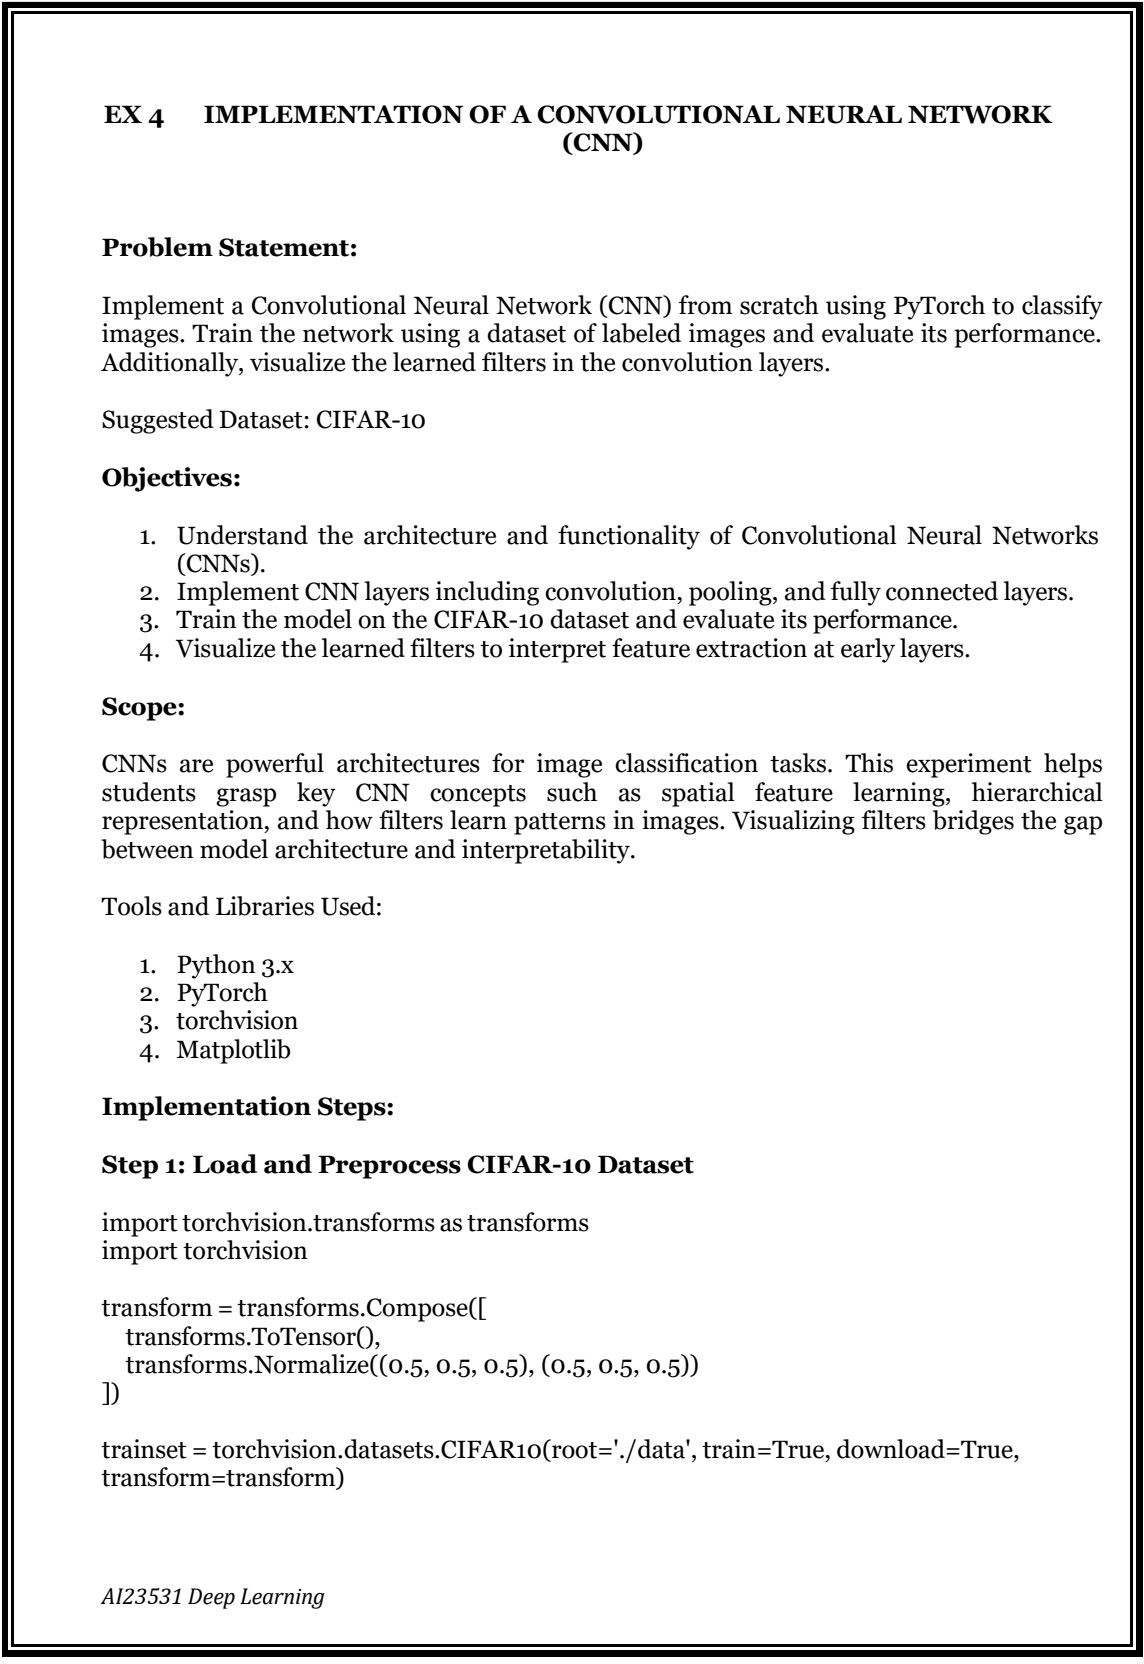 EX 4 IMPLEMENTATION OF A CONVOLUTIONAL NEURAL NETWORK
(CNN)
Problem Statement:
Implement a Convolutional Neural Network (CNN) from scratch using PyTorch to classify
images. Train the network using a dataset of labeled images and evaluate its performance.
Additionally, visualize the learned filters in the convolution layers.
Suggested Dataset: CIFAR-10
Objectives:
1. Understand the architecture and functionality of Convolutional Neural Networks
(CNNs).
2. Implement CNN layers including convolution, pooling, and fully connected layers.
3. Train the model on the CIFAR-10 dataset and evaluate its performance.
4. Visualize the learned filters to interpret feature extraction at early layers.
Scope:
CNNs are powerful architectures for image classification tasks. This experiment helps
students grasp key CNN concepts such as spatial feature learning, hierarchical
representation, and how filters learn patterns in images. Visualizing filters bridges the gap
between model architecture and interpretability.
Tools and Libraries Used:
1. Python 3.x
2. PyTorch
3. torchvision
4. Matplotlib
Implementation Steps:
Step 1: Load and Preprocess CIFAR-10 Dataset
import torchvision.transforms as transforms
import torchvision
transform = transforms.Compose([
transforms.ToTensor(),
transforms.Normalize((0.5, 0.5, 0.5), (0.5, 0.5, 0.5))
])
trainset = torchvision.datasets.CIFAR10(root='./data', train=True, download=True,
transform=transform)
AI23531 Deep Learning